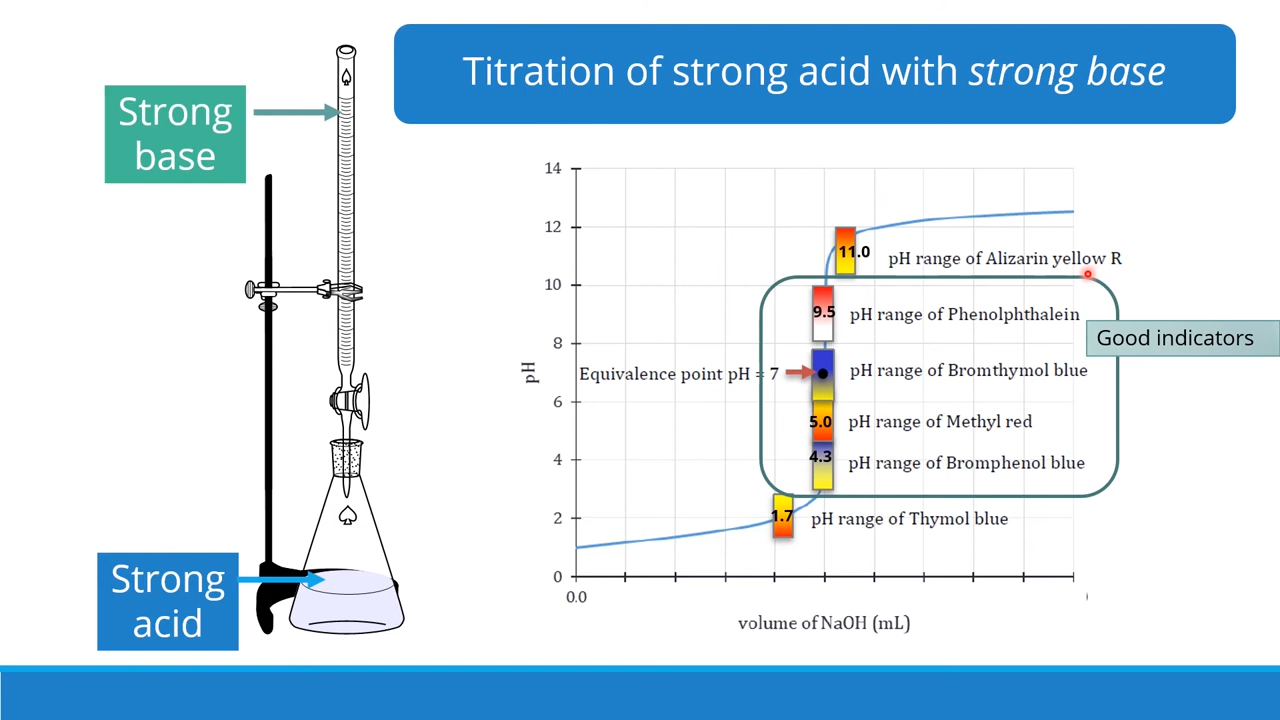 Titration of strong acid with strong base
Strong
base
Strong
acid
14
12
10
8
6
4
2
0
pH
0.0
volume of NaOH (mL)
11.0
pH range of Alizarin yellow R
9.5
pH range of Phenolphthalein
Good indicators
Equivalence point pH = 7
pH range of Bromthymol blue
5.0
pH range of Methyl red
4.3
pH range of Bromphenol blue
1.7
pH range of Thymol blue